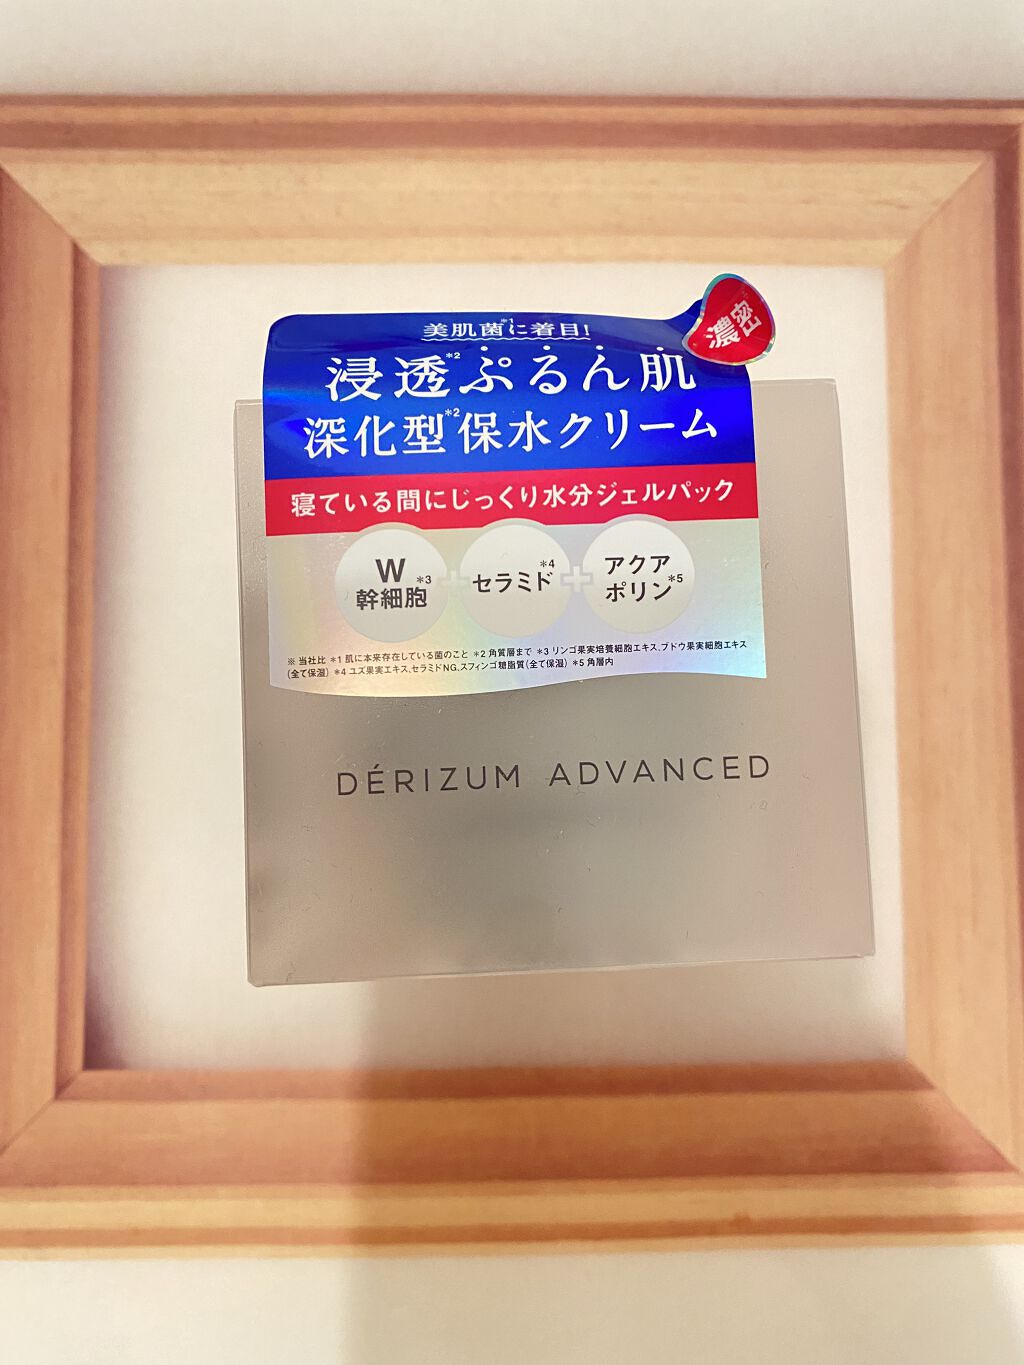 美肌菌*1に着目!
濃密
浸透*2ぷるん肌
深化型*2保水クリーム
寝ている間にじっくり水分ジェルパック
W幹細胞*3 + セラミド*4 + アクアポリン*5
※当社比 *1 肌に本来存在している菌のこと *2 角質層まで *3 リンゴ果実培養細胞エキス、ブドウ果実細胞エキス
(全て保湿) *4 ユズ果実エキス、セラミドNG、スフィンゴ糖脂質(全て保湿) *5 角層内
DÉRIZUM ADVANCED